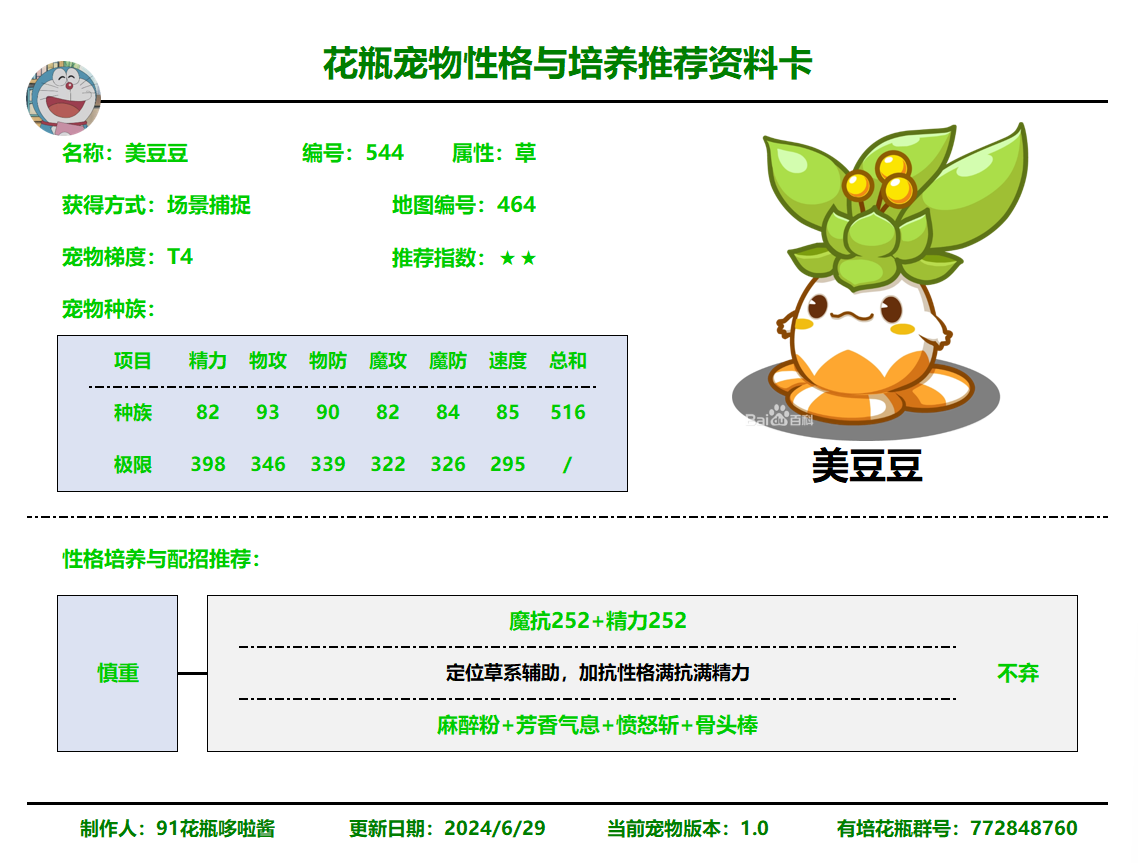 花瓶宠物性格与培养推荐资料卡
名称：美豆豆 编号：544 属性：草
获得方式：场景捕捉 地图编号：464
宠物梯度：T4 推荐指数：★★
宠物种族：
项目 精力 物攻 物防 魔攻 魔防 速度 总和
种族 82 93 90 82 84 85 516
极限 398 346 339 322 326 295 /
Baidu百科
美豆豆
性格培养与配招推荐：
慎重
魔抗252+精力252
定位草系辅助，加抗性格满抗满精力
麻醉粉+芳香气息+愤怒斩+骨头棒
不弃
制作人：91花瓶哆啦酱 更新日期：2024/6/29 当前宠物版本：1.0 有培花瓶群号：772848760